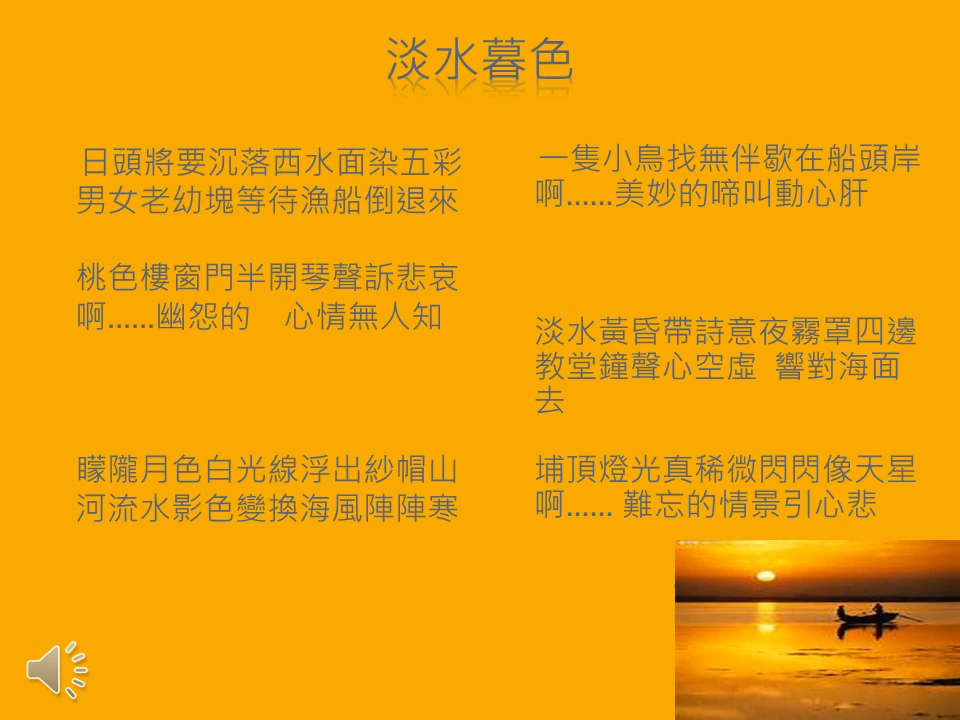 淡水暮色
日頭將要沉落西水面染五彩
男女老幼塊等待漁船倒退來
桃色樓窗門半開琴聲訴悲哀
啊......幽怨的　心情無人知
矇隴月色白光線浮出紗帽山
河流水影色變換海風陣陣寒
一隻小鳥找無伴歇在船頭岸
啊......美妙的啼叫動心肝
淡水黃昏帶詩意夜霧罩四邊
教堂鐘聲心空虛 響對海面
去
埔頂燈光真稀微閃閃像天星
啊...... 難忘的情景引心悲